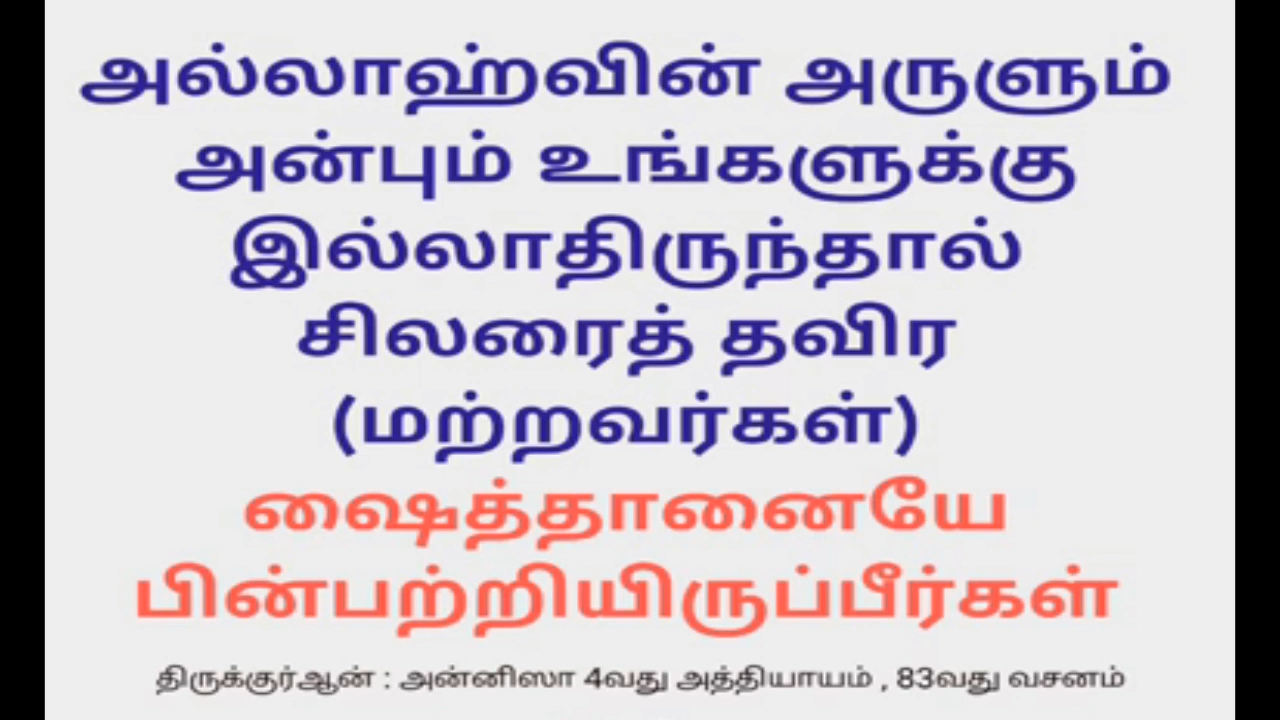 அல்லாஹ்வின் அருளும்
அன்பும் உங்களுக்கு
இல்லாதிருந்தால்
சிலரைத் தவிர
(மற்றவர்கள்)
ஷைத்தானையே
பின்பற்றியிருப்பீர்கள்
திருக்குர்ஆன் : அன்னிஸா 4வது அத்தியாயம் , 83வது வசனம்